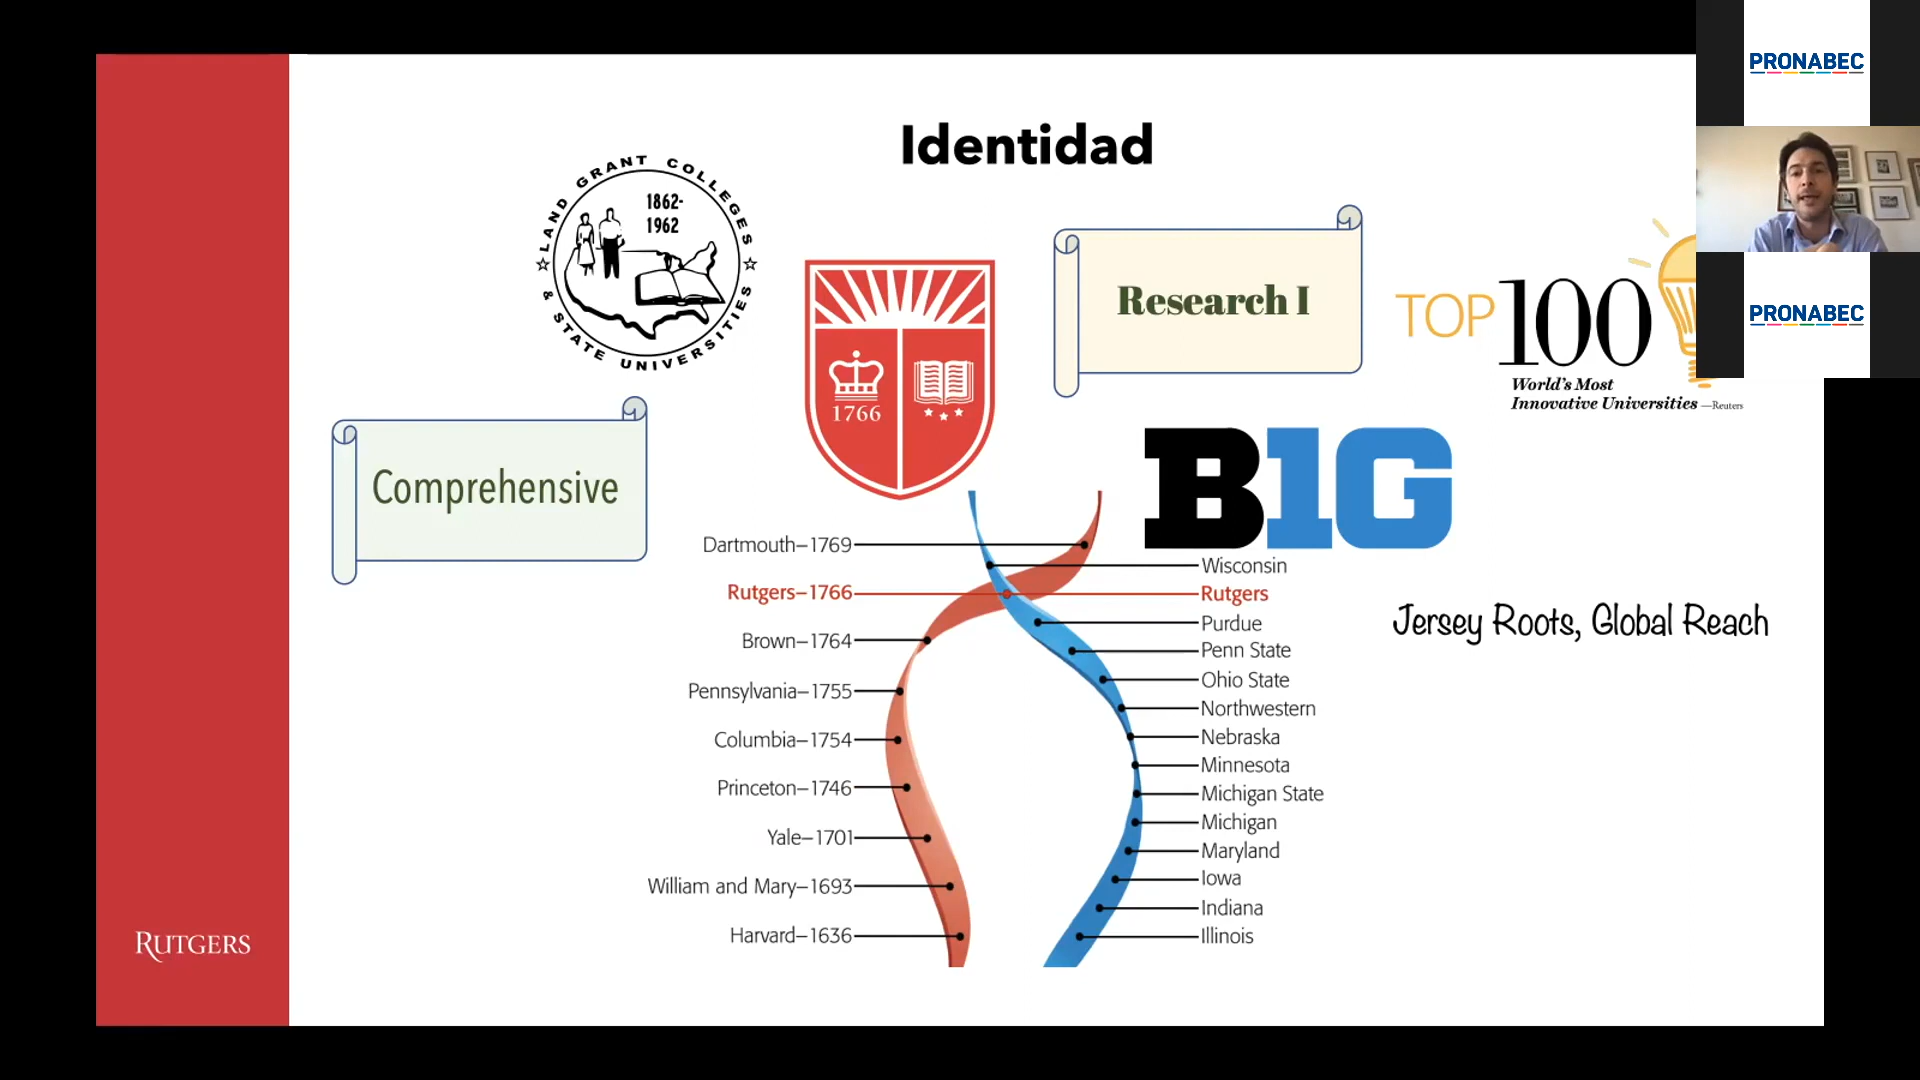 Identidad
LAND GRANT COLLEGES
& STATE UNIVERSITIES
1862-
1962
1766
Research I
TOP 100
World's Most
Innovative Universities —Reuters
PRONABEC
PRONABEC
Comprehensive
B1G
Dartmouth–1769
Rutgers–1766
Brown–1764
Pennsylvania–1755
Columbia–1754
Princeton–1746
Yale–1701
William and Mary–1693
Harvard–1636
Wisconsin
Rutgers
Purdue
Penn State
Ohio State
Northwestern
Nebraska
Minnesota
Michigan State
Michigan
Maryland
Iowa
Indiana
Illinois
Jersey Roots, Global Reach
RUTGERS